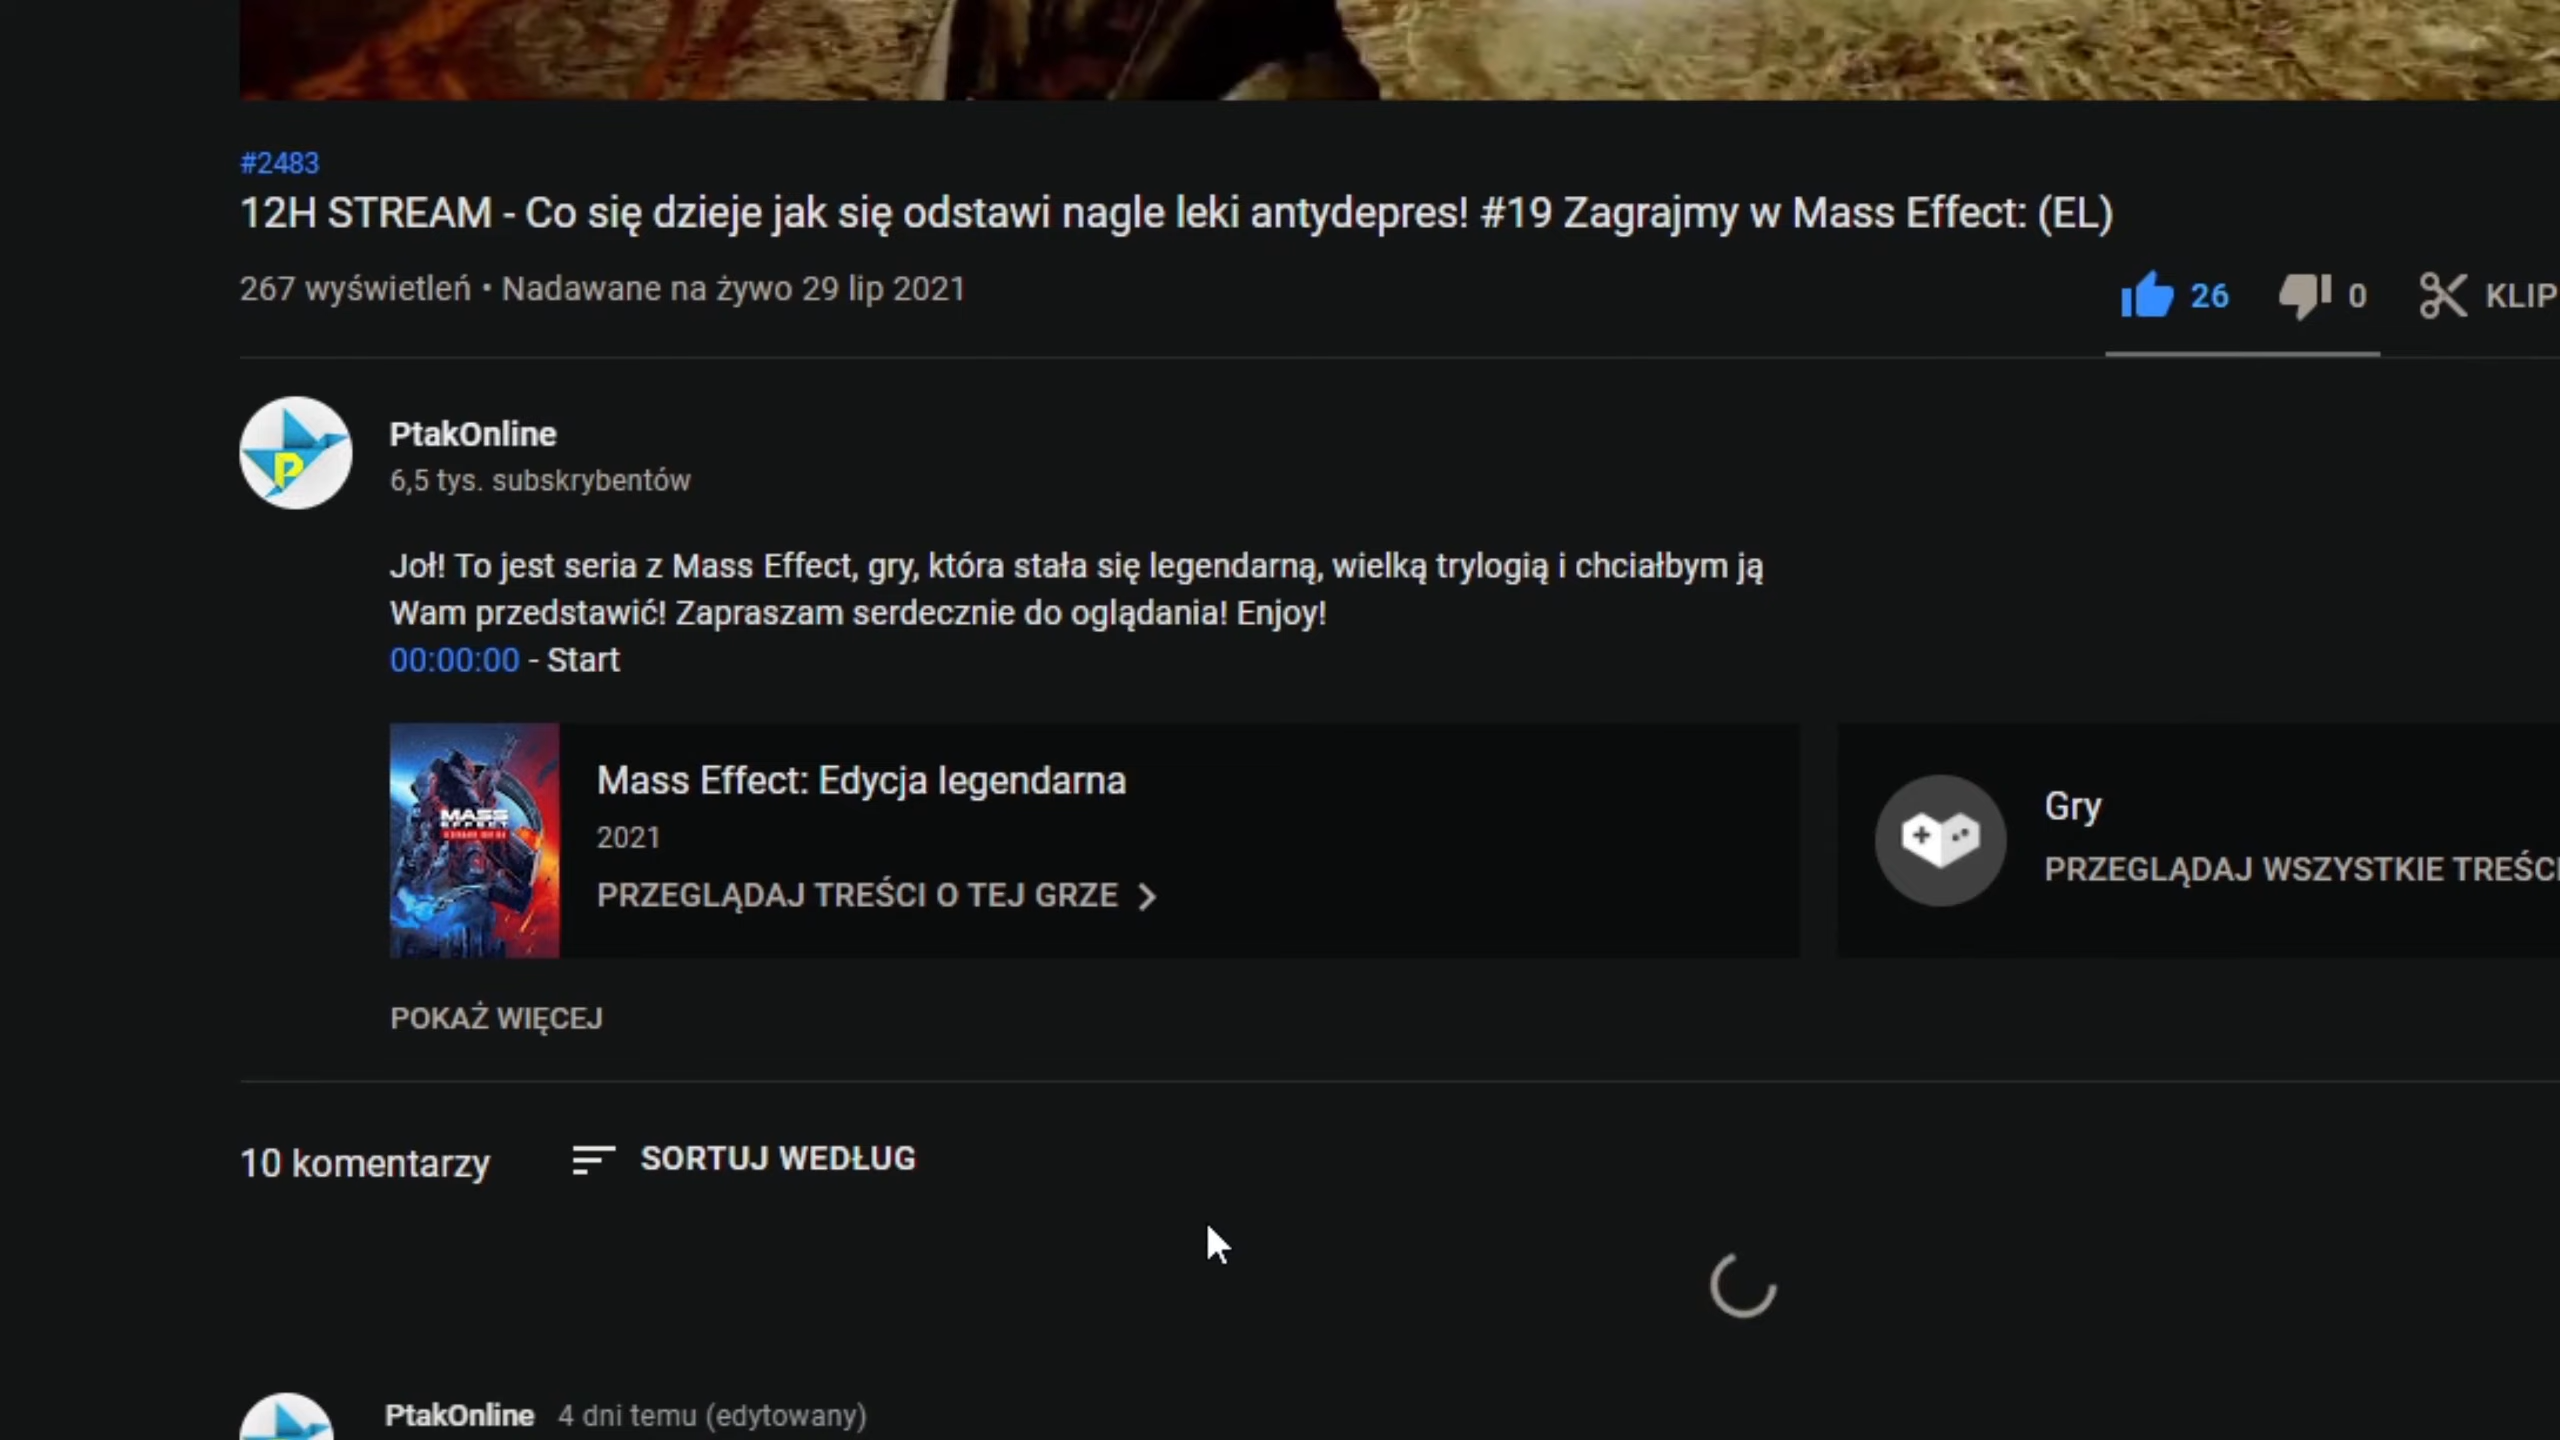 #2483
12H STREAM - Co się dzieje jak się odstawi nagle leki antydepres! #19 Zagrajmy w Mass Effect: (EL)
267 wyświetleń • Nadawane na żywo 29 lip 2021
26 0 KLIP
PtakOnline
6,5 tys. subskrybentów
Joł! To jest seria z Mass Effect, gry, która stała się legendarną, wielką trylogią i chciałbym ją
Wam przedstawić! Zapraszam serdecznie do oglądania! Enjoy!
00:00:00 - Start
MASS
EFFECT
Mass Effect: Edycja legendarna
2021
PRZEGLĄDAJ TREŚCI O TEJ GRZE
Gry
PRZEGLĄDAJ WSZYSTKIE TREŚCI
POKAŻ WIĘCEJ
10 komentarzy SORTUJ WEDŁUG
PtakOnline 4 dni temu (edytowany)